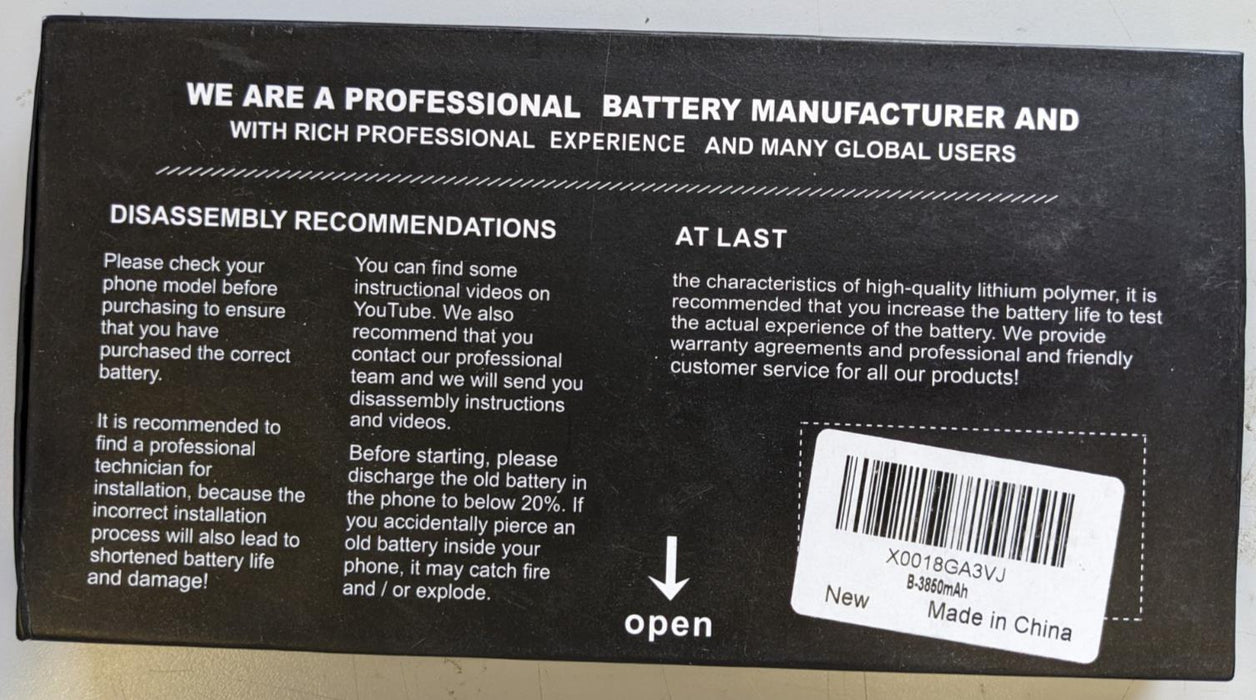 WE ARE A PROFESSIONAL BATTERY MANUFACTURER AND
WITH RICH PROFESSIONAL EXPERIENCE AND MANY GLOBAL USERS
DISASSEMBLY RECOMMENDATIONS
Please check your
phone model before
purchasing to ensure
that you have
purchased the correct
battery.
It is recommended to
find a professional
technician for
installation, because the
incorrect installation
process will also lead to
shortened battery life
and damage!
You can find some
instructional videos on
YouTube. We also
recommend that you
contact our professional
team and we will send you
disassembly instructions
and videos.
Before starting, please
discharge the old battery in
the phone to below 20%. If
you accidentally pierce an
old battery inside your
phone, it may catch fire
and / or explode.
AT LAST
the characteristics of high-quality lithium polymer, it is
recommended that you increase the battery life to test
the actual experience of the battery. We provide
warranty agreements and professional and friendly
customer service for all our products!
open
X0018GA3VJ
B-3850mAh
New Made in China